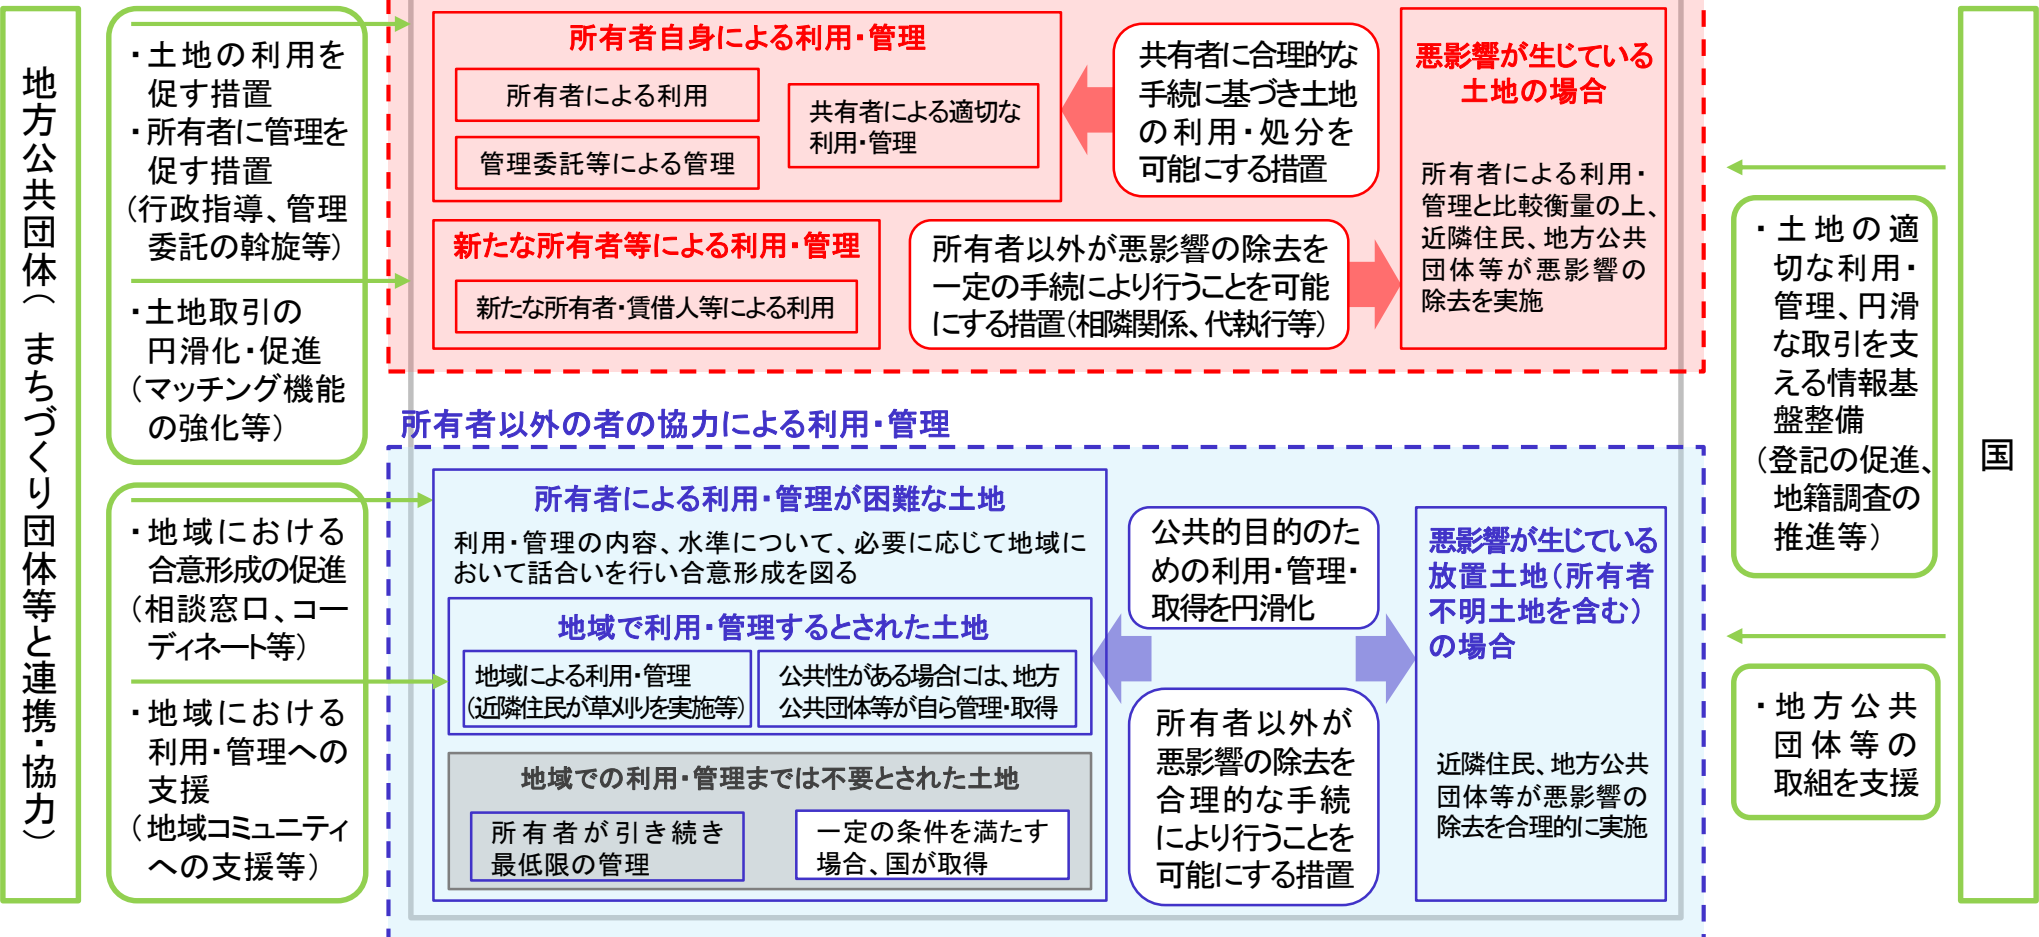 地方公共団体（まちづくり団体等と連携・協力）
・土地の利用を
促す措置
・所有者に管理を
促す措置
（行政指導、管理
委託の斡旋等）
・土地取引の
円滑化・促進
（マッチング機能
の強化等）
・地域における
合意形成の促進
（相談窓口、コー
ディネート等）
・地域における
利用・管理への
支援
（地域コミュニティ
への支援等）
所有者自身による利用・管理
所有者による利用
管理委託等による管理
共有者による適切な
利用・管理
共有者に合理的な
手続に基づき土地
の利用・処分を
可能にする措置
新たな所有者等による利用・管理
新たな所有者・賃借人等による利用
所有者以外が悪影響の除去を
一定の手続により行うことを可能
にする措置（相隣関係、代執行等）
悪影響が生じている
土地の場合
所有者による利用・
管理と比較衡量の上、
近隣住民、地方公共
団体等が悪影響の
除去を実施
所有者以外の者の協力による利用・管理
所有者による利用・管理が困難な土地
利用・管理の内容、水準について、必要に応じて地域に
おいて話合いを行い合意形成を図る
地域で利用・管理するとされた土地
地域による利用・管理
（近隣住民が草刈りを実施等）
公共性がある場合には、地方
公共団体等が自ら管理・取得
地域での利用・管理までは不要とされた土地
所有者が引き続き
最低限の管理
一定の条件を満たす
場合、国が取得
公共的目的のた
めの利用・管理・
取得を円滑化
所有者以外が
悪影響の除去を
合理的な手続
により行うことを
可能にする措置
悪影響が生じている
放置土地（所有者
不明土地を含む）
の場合
近隣住民、地方公共
団体等が悪影響の
除去を合理的に実施
・土地の適
切な利用・
管理、円滑
な取引を支
える情報基
盤整備
（登記の促進、
地籍調査の
推進等）
・地方公共
団体等の
取組を支援
国